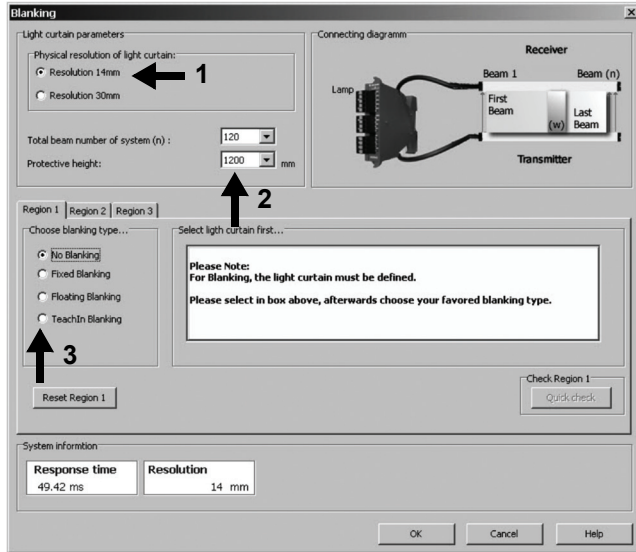 Blanking
Light curtain parameters
Physical resolution of light curtain:
Resolution 14mm
1
Resolution 30mm
Total beam number of system (n) :
120
Protective height:
1200
mm
2
Connecting diagramm
Receiver
Lamp
Beam 1
Beam (n)
First
Beam
(w)
Last
Beam
Transmitter
Region 1
Region 2
Region 3
Choose blanking type...
No Blanking
Fixed Blanking
Floating Blanking
TeachIn Blanking
3
Reset Region 1
Select ligth curtain first...
Please Note:
For Blanking, the light curtain must be defined.
Please select in box above, afterwards choose your favored blanking type.
Check Region 1
Quick check
System informtion
Response time
49.42 ms
Resolution
14 mm
OK
Cancel
Help